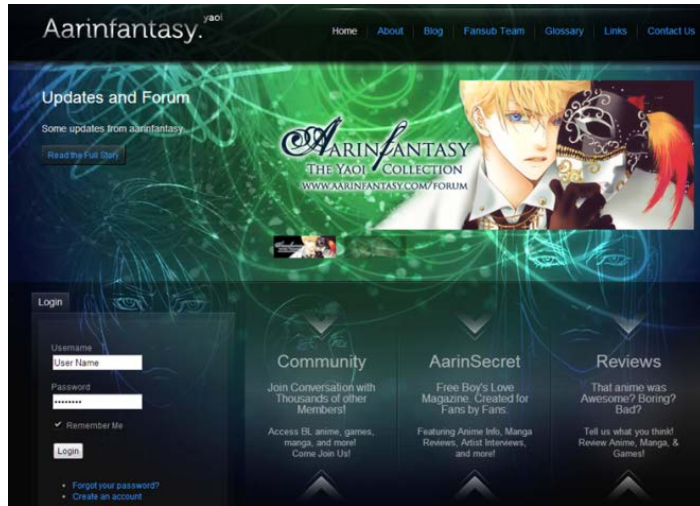 Aarinfantasy.yaoi
Home About Blog Fansub Team Glossary Links Contact Us
Updates and Forum
Some updates from aarinfantasy.
Read the Full Story
AARINFANTASY
THE YAOI COLLECTION
WWW.AARINFANTASY.COM/FORUM
Login
Username
User Name
Password
Remember Me
Login
Forgot your password?
Create an account
Community
Join Conversation with
Thousands of other
Members!
Access BL anime, games,
manga, and more!
Come Join Us!
AarinSecret
Free Boy's Love
Magazine. Created for
Fans by Fans.
Featuring Anime Info, Manga
Reviews, Artist Interviews,
and more!
Reviews
That anime was
Awesome? Boring?
Bad?
Tell us what you think!
Review Anime, Manga, &
Games!